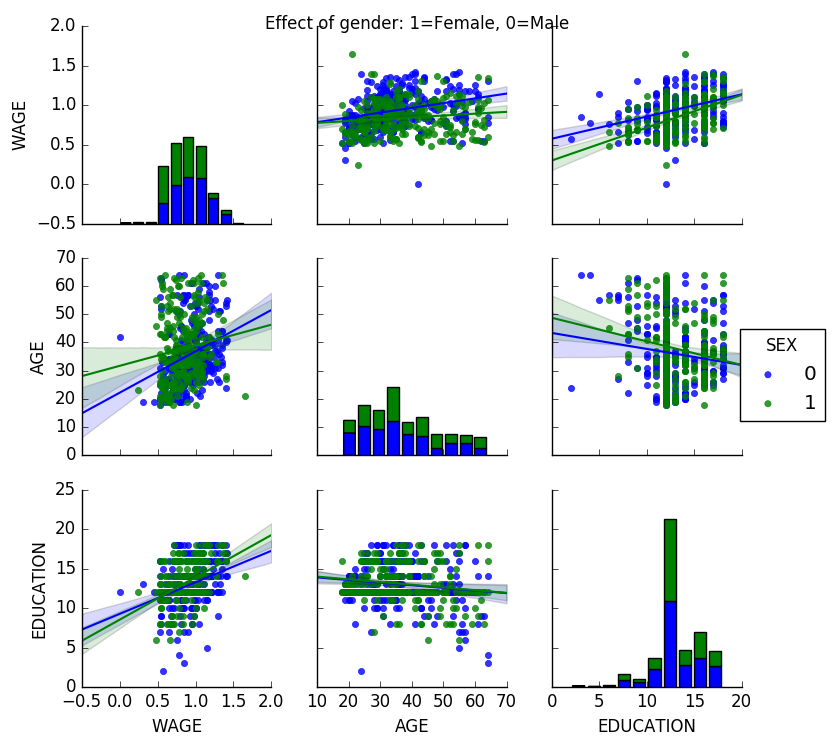 Effect of gender: 1=Female, 0=Male
2.0
1.5
1.0
0.5
0.0
−0.5
WAGE
70
60
50
40
30
20
10
0
AGE
SEX
0
1
25
20
15
10
5
0
EDUCATION
−0.5 0.0 0.5 1.0 1.5 2.0
10 20 30 40 50 60 70
0 5 10 15 20
WAGE
AGE
EDUCATION